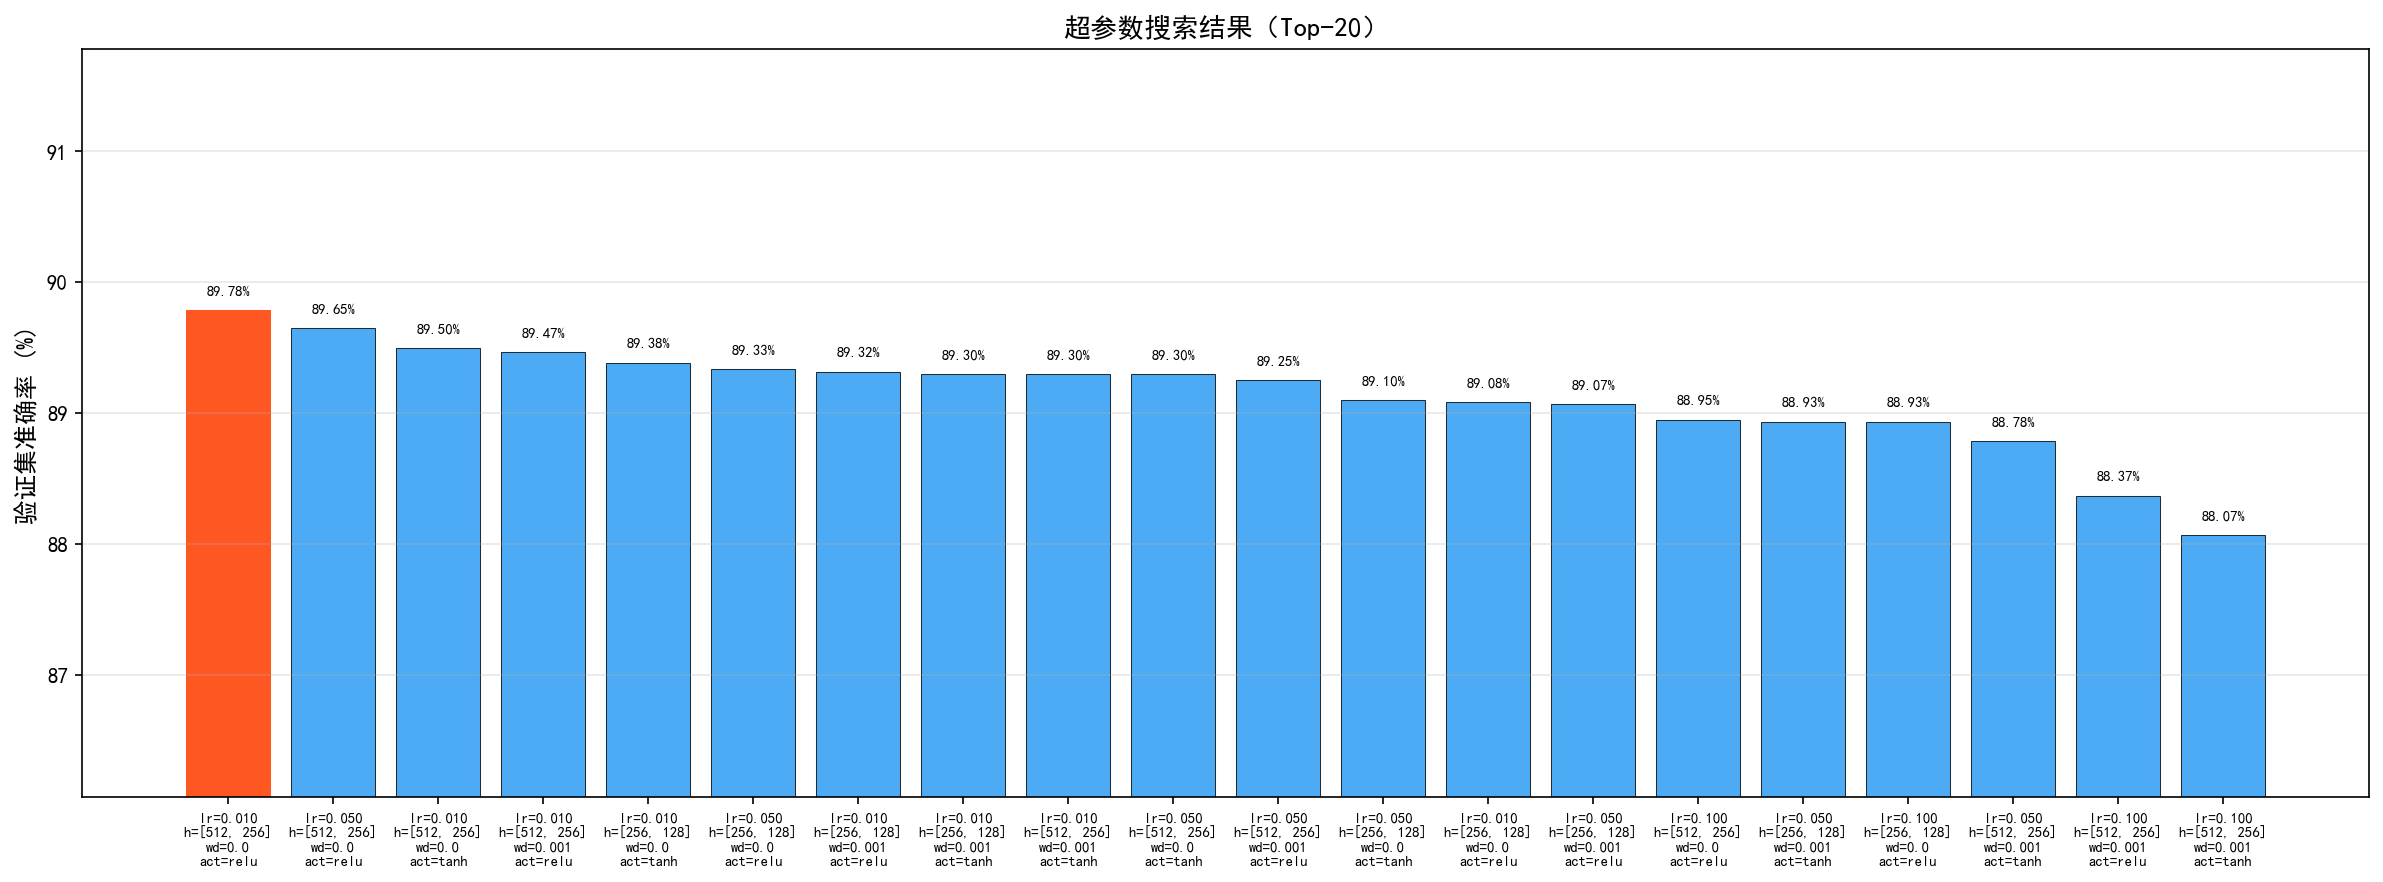 超参数搜索结果（Top-20）
验证集准确率 (%)
91
90
89
88
87
89.78%
89.65%
89.50%
89.47%
89.38%
89.33%
89.32%
89.30%
89.30%
89.30%
89.25%
89.10%
89.08%
89.07%
88.95%
88.93%
88.93%
88.78%
88.37%
88.07%
lr=0.010
h=[512, 256]
wd=0.0
act=relu
lr=0.050
h=[512, 256]
wd=0.0
act=relu
lr=0.010
h=[512, 256]
wd=0.0
act=tanh
lr=0.010
h=[512, 256]
wd=0.001
act=relu
lr=0.010
h=[256, 128]
wd=0.0
act=tanh
lr=0.050
h=[256, 128]
wd=0.0
act=relu
lr=0.010
h=[256, 128]
wd=0.001
act=relu
lr=0.010
h=[256, 128]
wd=0.001
act=tanh
lr=0.010
h=[512, 256]
wd=0.001
act=tanh
lr=0.050
h=[512, 256]
wd=0.0
act=tanh
lr=0.050
h=[512, 256]
wd=0.001
act=relu
lr=0.050
h=[256, 128]
wd=0.0
act=tanh
lr=0.010
h=[256, 128]
wd=0.0
act=relu
lr=0.050
h=[256, 128]
wd=0.001
act=relu
lr=0.100
h=[512, 256]
wd=0.0
act=relu
lr=0.050
h=[256, 128]
wd=0.001
act=tanh
lr=0.100
h=[256, 128]
wd=0.0
act=relu
lr=0.050
h=[512, 256]
wd=0.001
act=tanh
lr=0.100
h=[512, 256]
wd=0.001
act=relu
lr=0.100
h=[512, 256]
wd=0.001
act=tanh